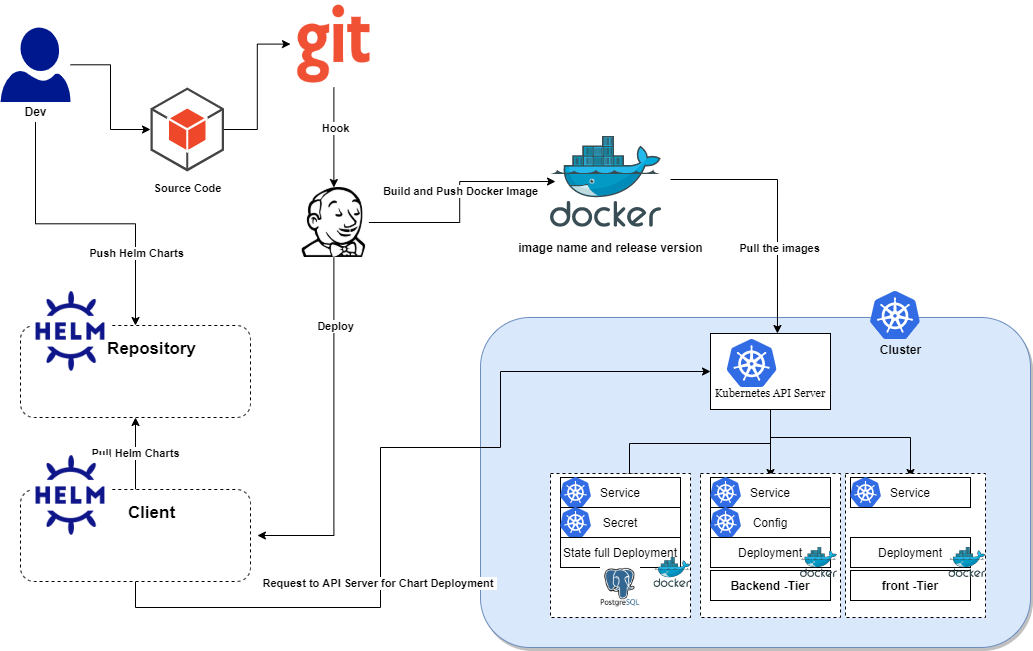 git
Dev
Hook
Source Code
Build and Push Docker Image
docker
image name and release version
Pull the images
Push Helm Charts
HELM
Repository
Deploy
Cluster
Kubernetes API Server
Pull Helm Charts
HELM
Client
Request to API Server for Chart Deployment
Service
Secret
State full Deployment
PostgreSQL
docker
Service
Config
Deployment
docker
Backend -Tier
Service
Deployment
docker
front -Tier